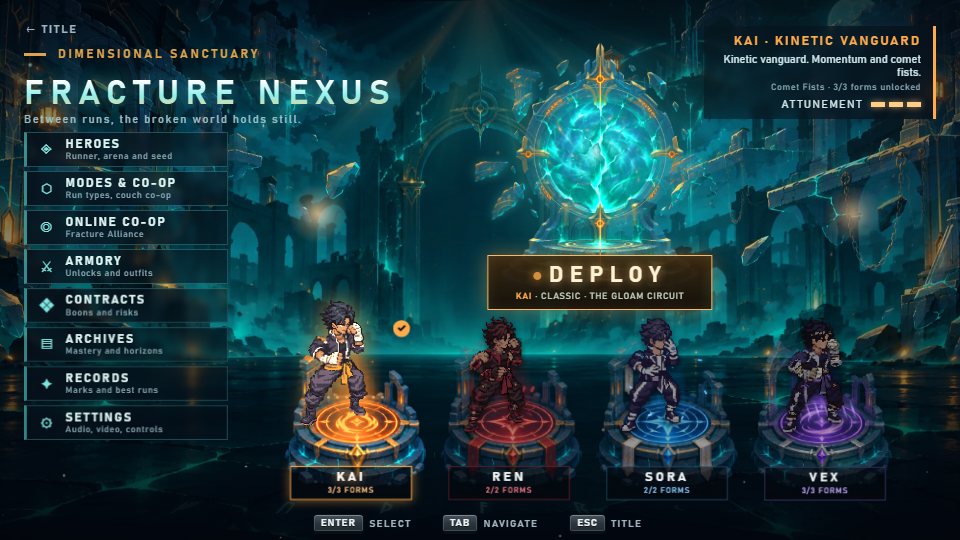 ← TITLE
DIMENSIONAL SANCTUARY
FRACTURE NEXUS
Between runs, the broken world holds still.
HEROES
Runner, arena and seed
MODES & CO-OP
Run types, couch co-op
ONLINE CO-OP
Fracture Alliance
ARMORY
Unlocks and outfits
CONTRACTS
Boons and risks
ARCHIVES
Mastery and horizons
RECORDS
Marks and best runs
SETTINGS
Audio, video, controls
KAI · KINETIC VANGUARD
Kinetic vanguard. Momentum and comet
fists.
Comet Fists · 3/3 forms unlocked
ATTUNEMENT
DEPLOY
KAI · CLASSIC · THE GLOAM CIRCUIT
KAI
3/3 FORMS
REN
2/2 FORMS
SORA
2/2 FORMS
VEX
3/3 FORMS
ENTER SELECT TAB NAVIGATE ESC TITLE